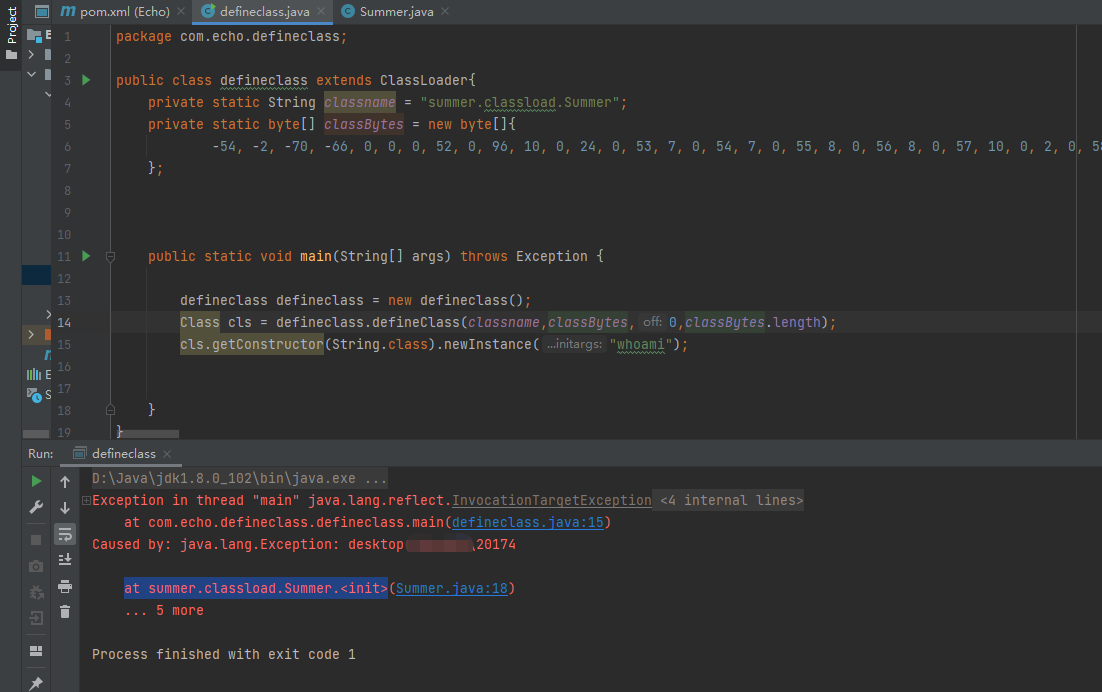 Project
pom.xml (Echo) × defineclass.java × Summer.java ×
1 package com.echo.defineclass;
2
3 public class defineclass extends ClassLoader{
4 private static String classname = "summer.classload.Summer";
5 private static byte[] classBytes = new byte[]{
6 -54, -2, -70, -66, 0, 0, 0, 52, 0, 96, 10, 0, 24, 0, 53, 7, 0, 54, 7, 0, 55, 8, 0, 56, 8, 0, 57, 10, 0, 2, 0, 58
7 };
8
9
10
11 public static void main(String[] args) throws Exception {
12
13 defineclass defineclass = new defineclass();
14 Class cls = defineclass.defineClass(classname,classBytes, off: 0,classBytes.length);
15 cls.getConstructor(String.class).newInstance( ...initargs: "whoami");
16
17
18 }
19 }
Run: defineclass ×
D:\Java\jdk1.8.0_102\bin\java.exe ...
Exception in thread "main" java.lang.reflect.InvocationTargetException <4 internal lines>
at com.echo.defineclass.defineclass.main(defineclass.java:15)
Caused by: java.lang.Exception: desktop \20174
at summer.classload.Summer.<init>(Summer.java:18)
... 5 more
Process finished with exit code 1